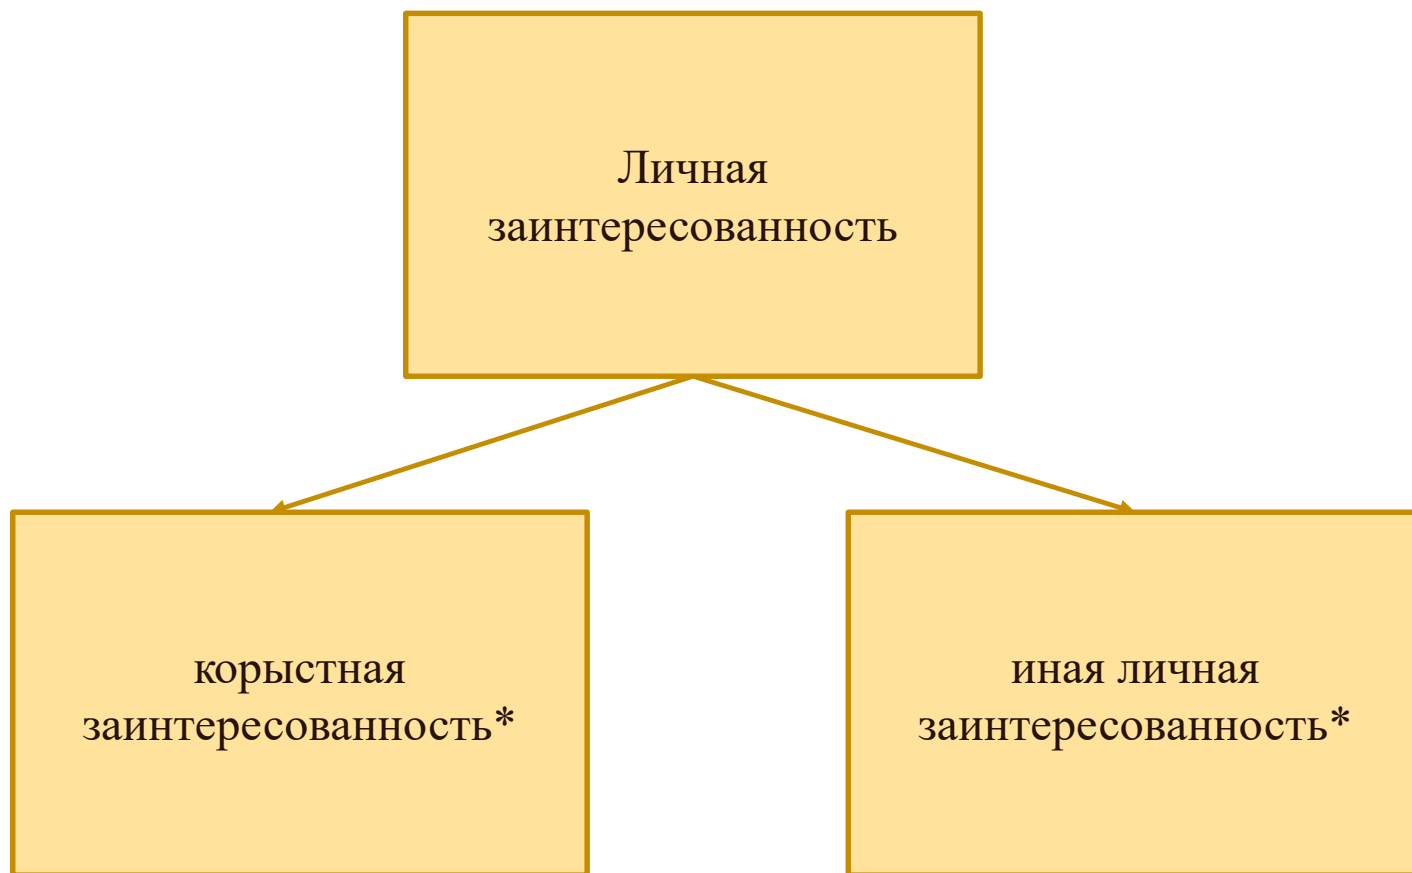 Личная
заинтересованность
корыстная
заинтересованность*
иная личная
заинтересованность*